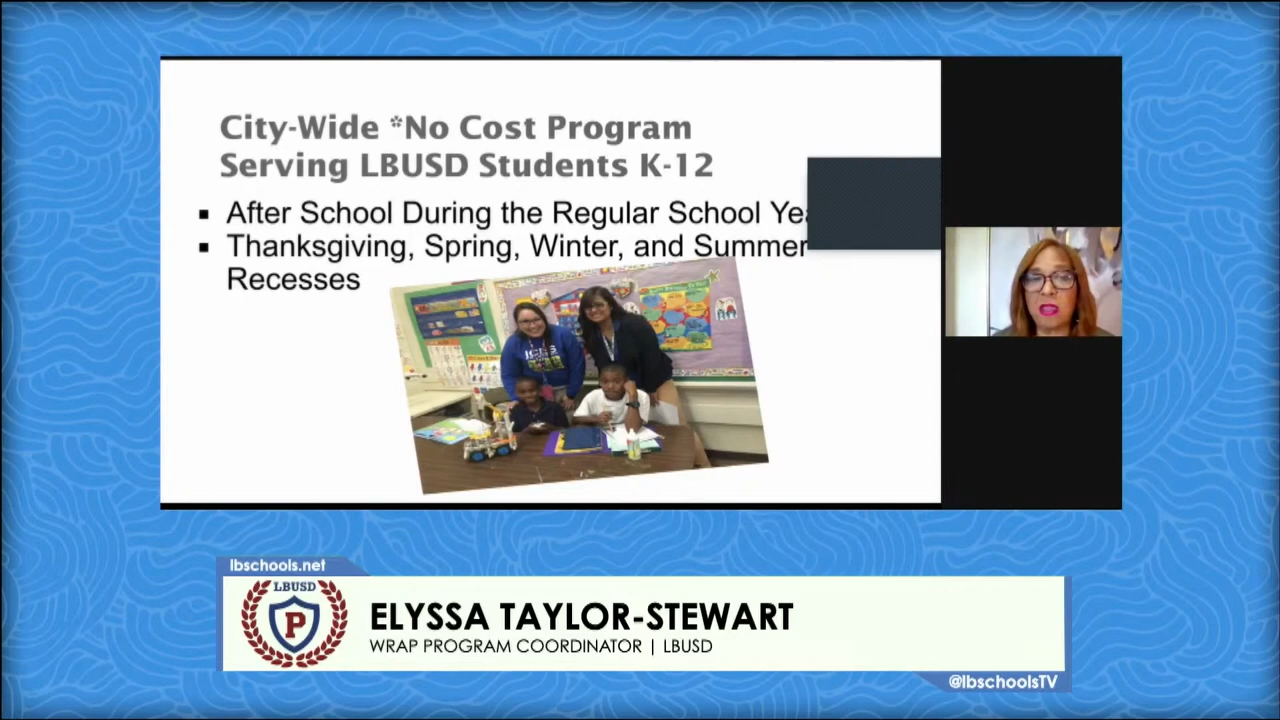 City-Wide *No Cost Program
Serving LBUSD Students K-12
▪ After School During the Regular School Yea
▪ Thanksgiving, Spring, Winter, and Summer
Recesses
lbschools.net
LBUSD
P
ELYSSA TAYLOR-STEWART
WRAP PROGRAM COORDINATOR | LBUSD
@lbschoolsTV